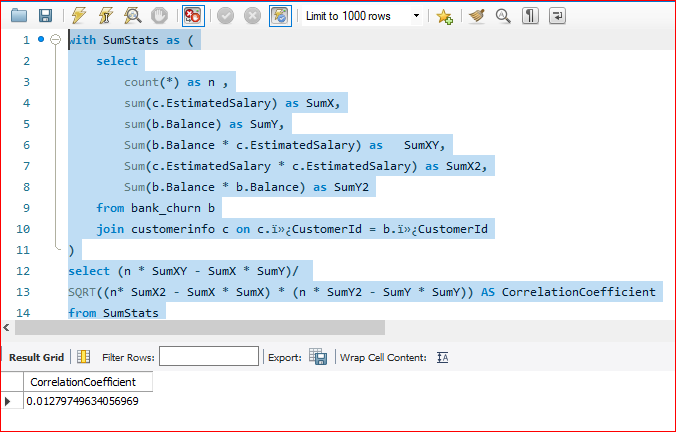 Limit to 1000 rows
1 with SumStats as (
2 select
3 count(*) as n ,
4 sum(c.EstimatedSalary) as SumX,
5 sum(b.Balance) as SumY,
6 Sum(b.Balance * c.EstimatedSalary) as SumXY,
7 Sum(c.EstimatedSalary * c.EstimatedSalary) as SumX2,
8 Sum(b.Balance * b.Balance) as SumY2
9 from bank_churn b
10 join customerinfo c on c.ï»¿CustomerId = b.ï»¿CustomerId
11 )
12 select (n * SumXY - SumX * SumY)/
13 SQRT((n* SumX2 - SumX * SumX) * (n * SumY2 - SumY * SumY)) AS CorrelationCoefficient
14 from SumStats
Result Grid Filter Rows: Export: Wrap Cell Content:
CorrelationCoefficient
0.01279749634056969